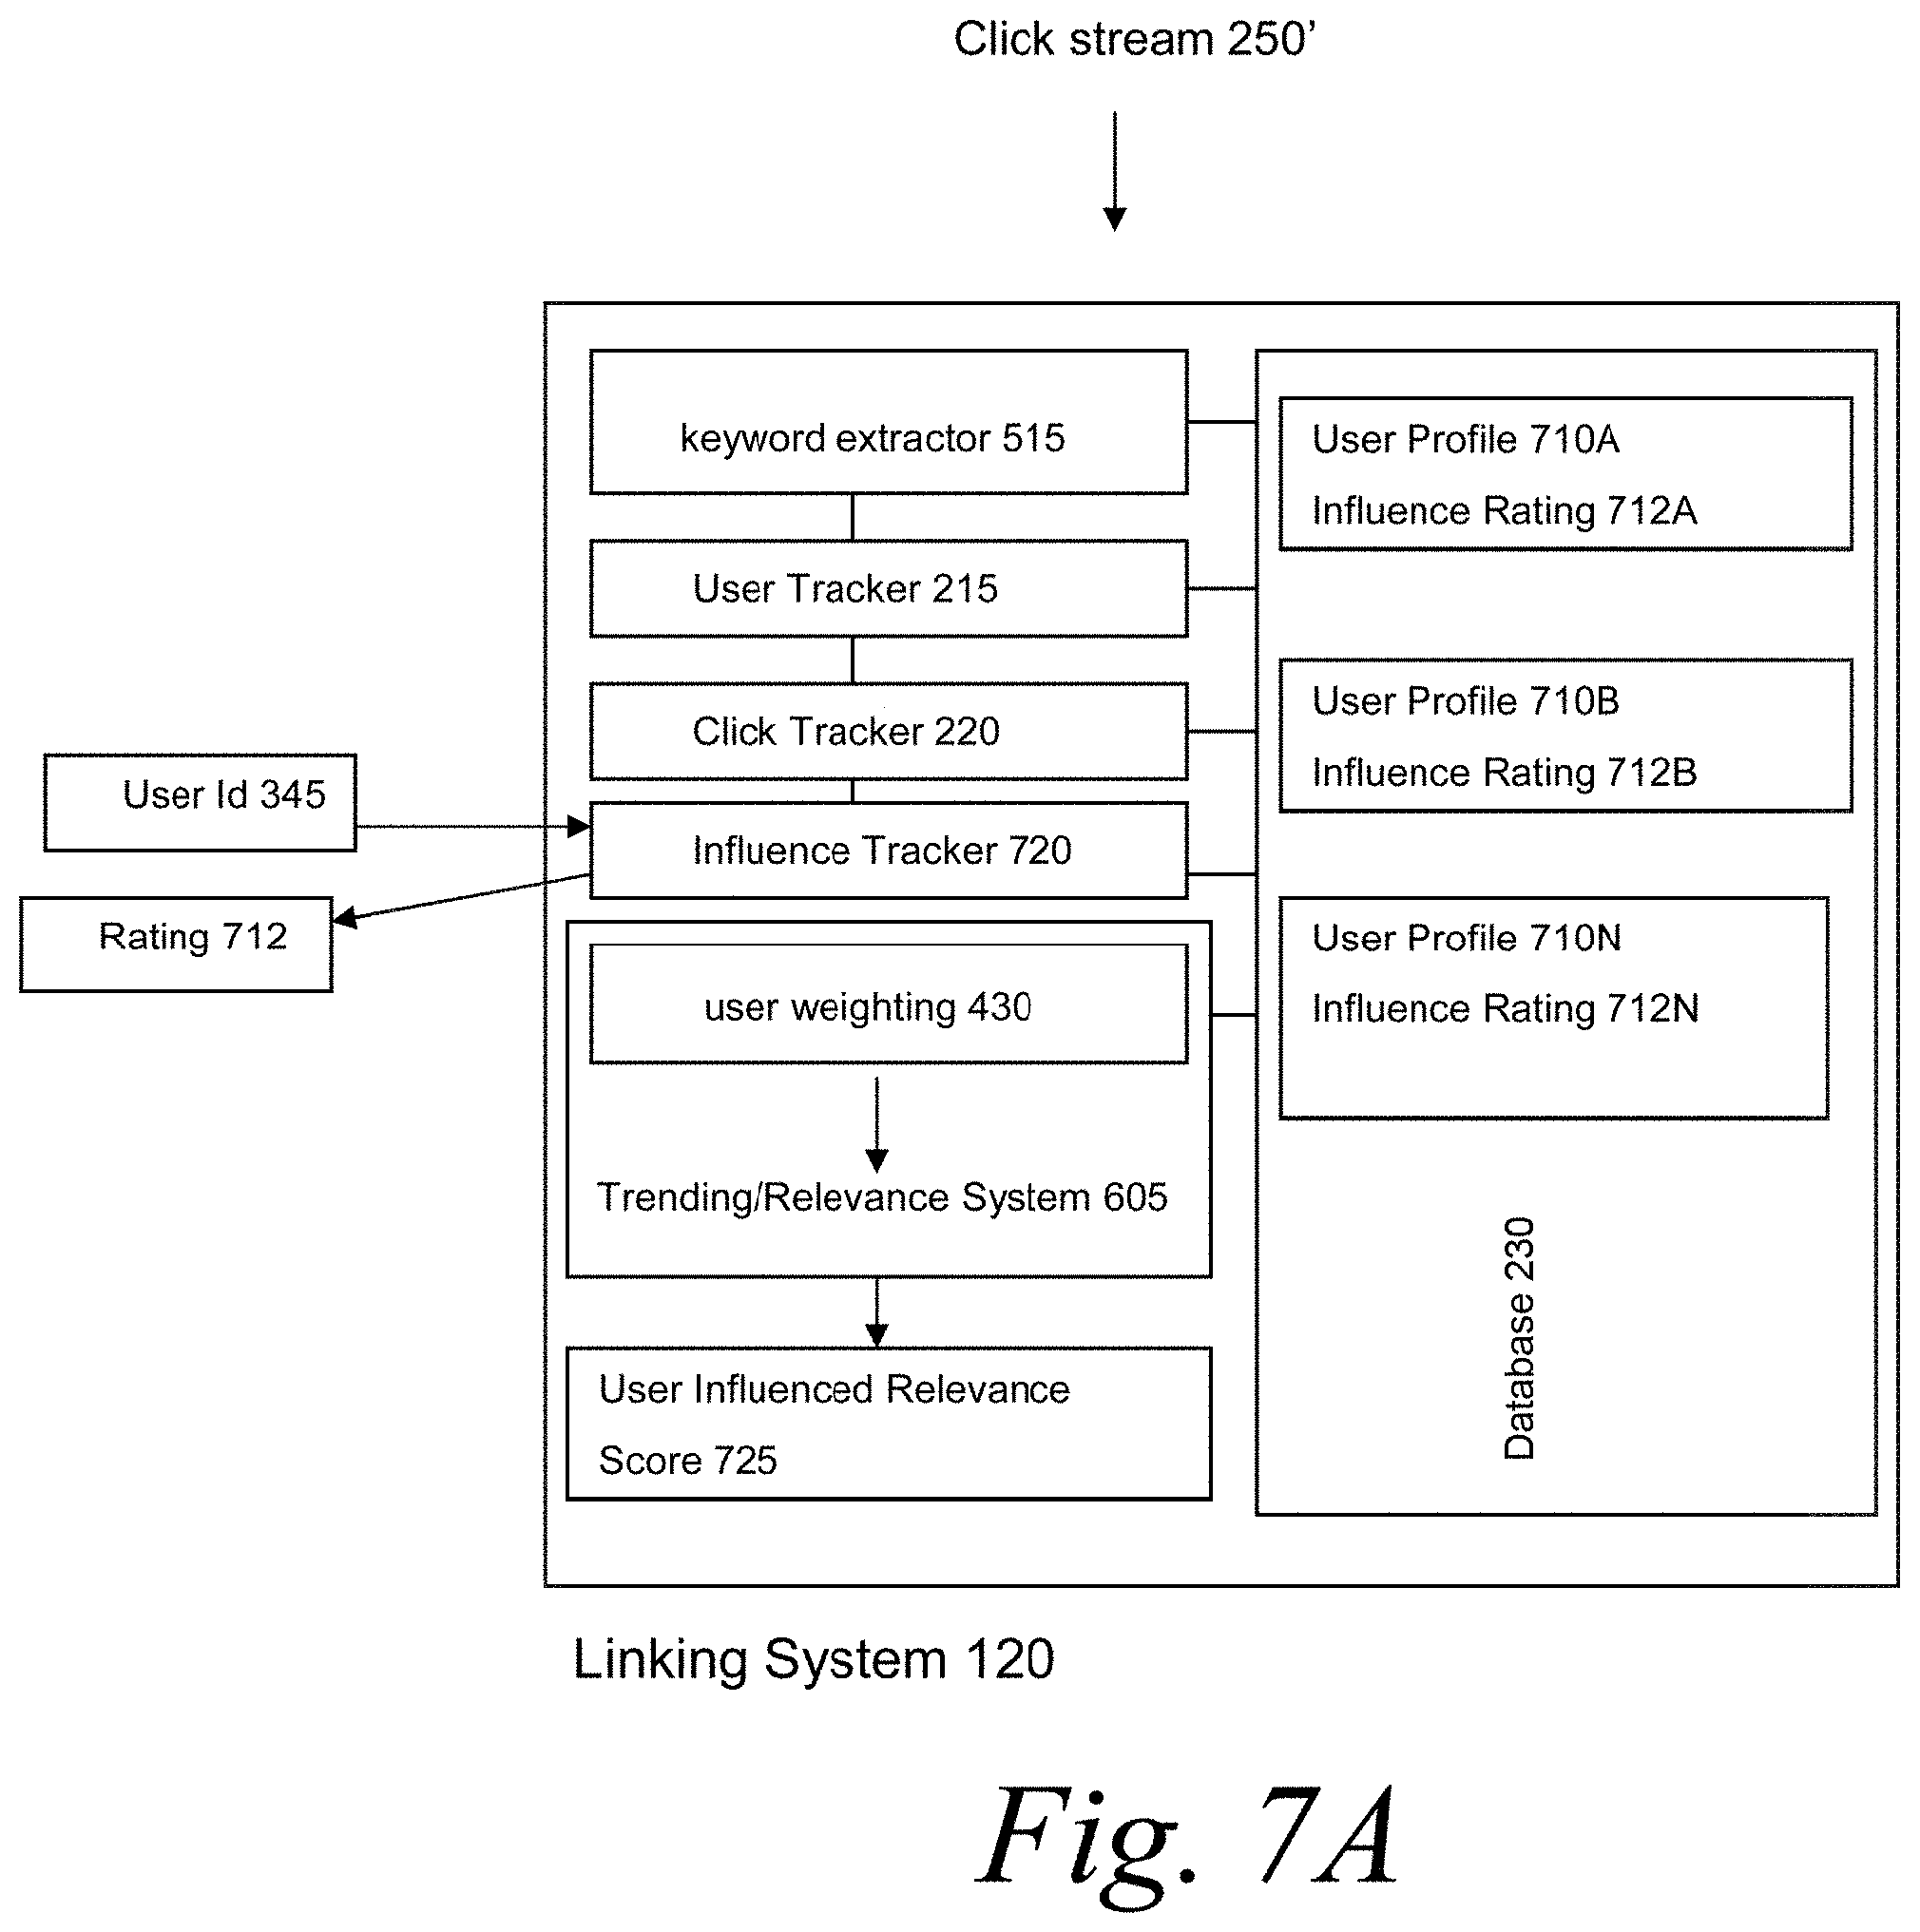 Click stream 250’
keyword extractor 515
User Tracker 215
Click Tracker 220
Influence Tracker 720
User Id 345
Rating 712
user weighting 430
Trending/Relevance System 605
User Influenced Relevance
Score 725
User Profile 710A
Influence Rating 712A
User Profile 710B
Influence Rating 712B
User Profile 710N
Influence Rating 712N
Database 230
Linking System 120
Fig. 7A